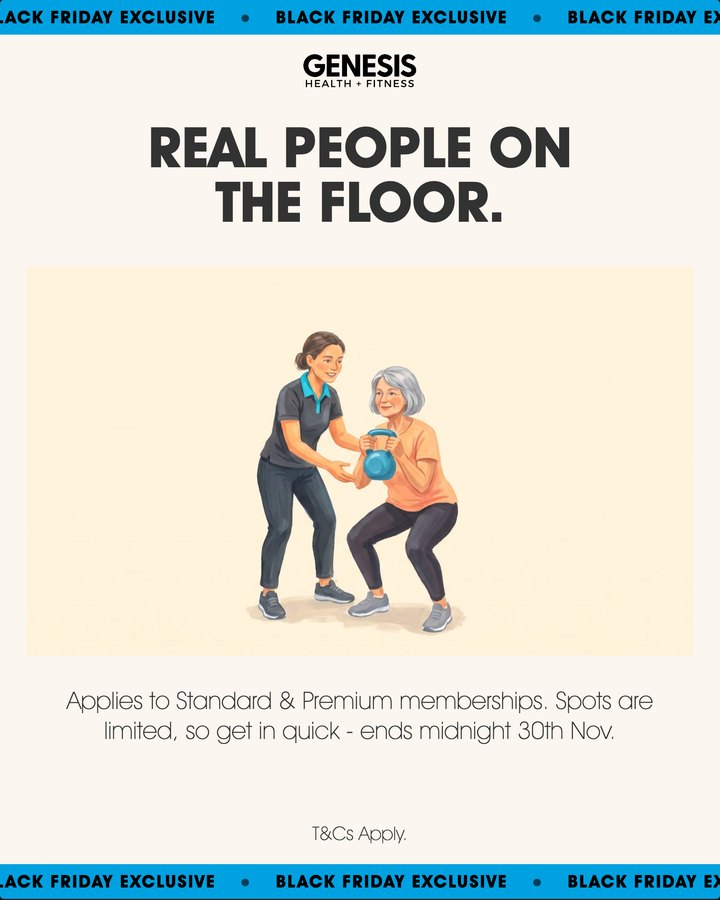 LACK FRIDAY EXCLUSIVE • BLACK FRIDAY EXCLUSIVE • BLACK FRIDAY EX
GENESIS
HEALTH + FITNESS
REAL PEOPLE ON
THE FLOOR.
Applies to Standard & Premium memberships. Spots are
limited, so get in quick - ends midnight 30th Nov.
T&Cs Apply.
LACK FRIDAY EXCLUSIVE • BLACK FRIDAY EXCLUSIVE • BLACK FRIDAY EX